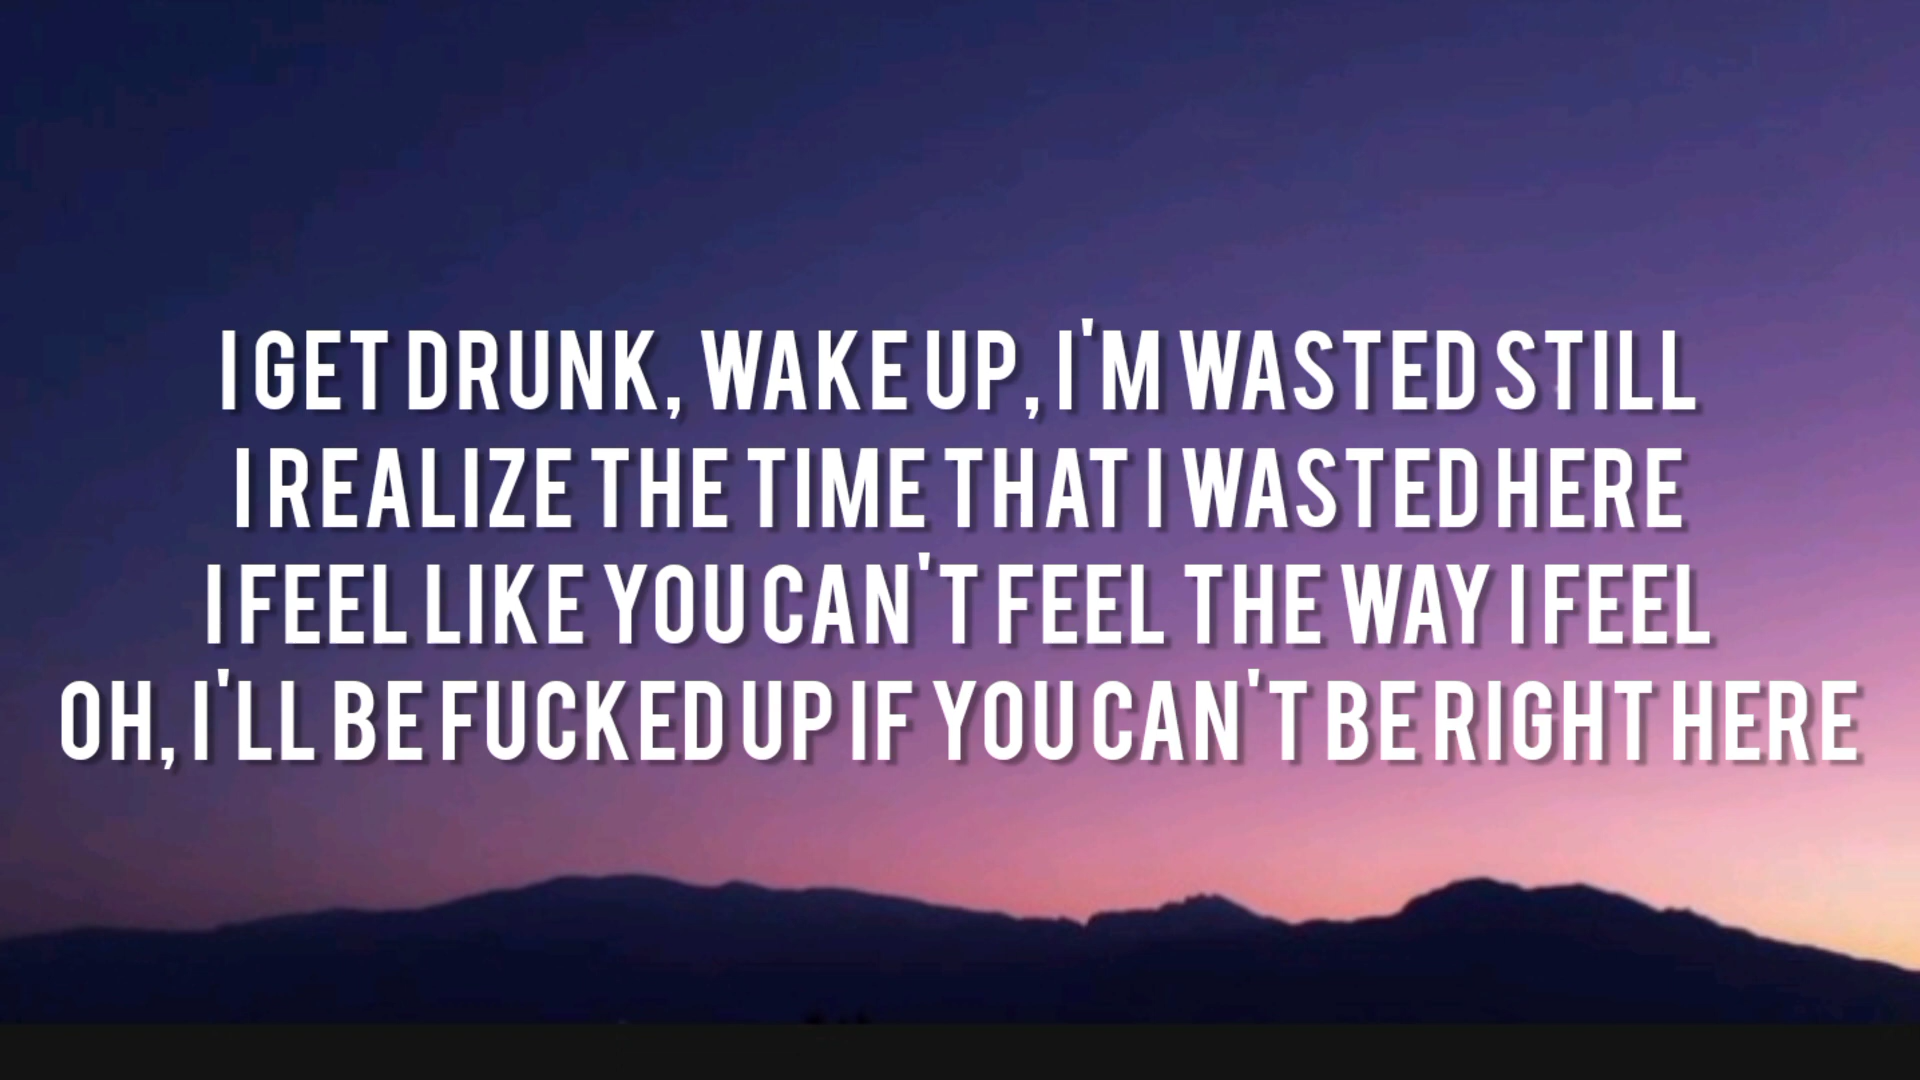 I GET DRUNK, WAKE UP, I'M WASTED STILL
I REALIZE THE TIME THAT I WASTED HERE
I FEEL LIKE YOU CAN'T FEEL THE WAY I FEEL
OH, I'LL BE FUCKED UP IF YOU CAN'T BE RIGHT HERE